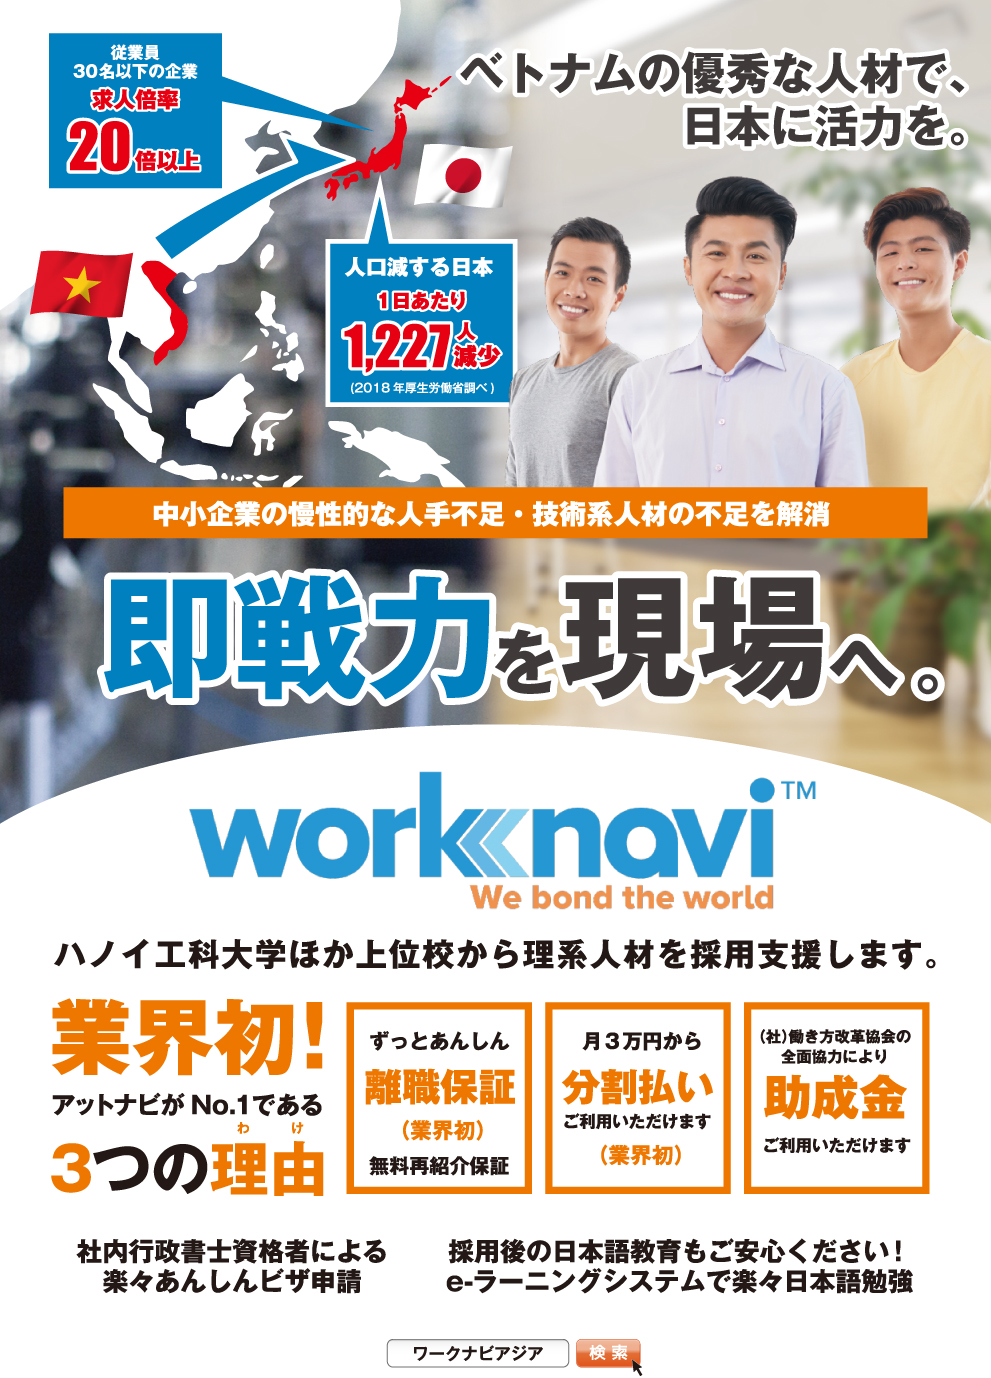 従業員
30名以下の企業
求人倍率
20倍以上
ベトナムの優秀な人材で、
日本に活力を。
人口減する日本
1日あたり
1,227人減少
(2018年厚生労働省調べ)
中小企業の慢性的な人手不足・技術系人材の不足を解消
即戦力を現場へ。
worknavi TM
We bond the world
ハノイ工科大学ほか上位校から理系人材を採用支援します。
業界初!
アットナビが No.1である
わ け
3つの理由
ずっとあんしん
離職保証
(業界初)
無料再紹介保証
月3万円から
分割払い
ご利用いただけます
(業界初)
(社)働き方改革協会の
全面協力により
助成金
ご利用いただけます
社内行政書士資格者による
楽々あんしんビザ申請
採用後の日本語教育もご安心ください!
e-ラーニングシステムで楽々日本語勉強
ワークナビアジア 検索